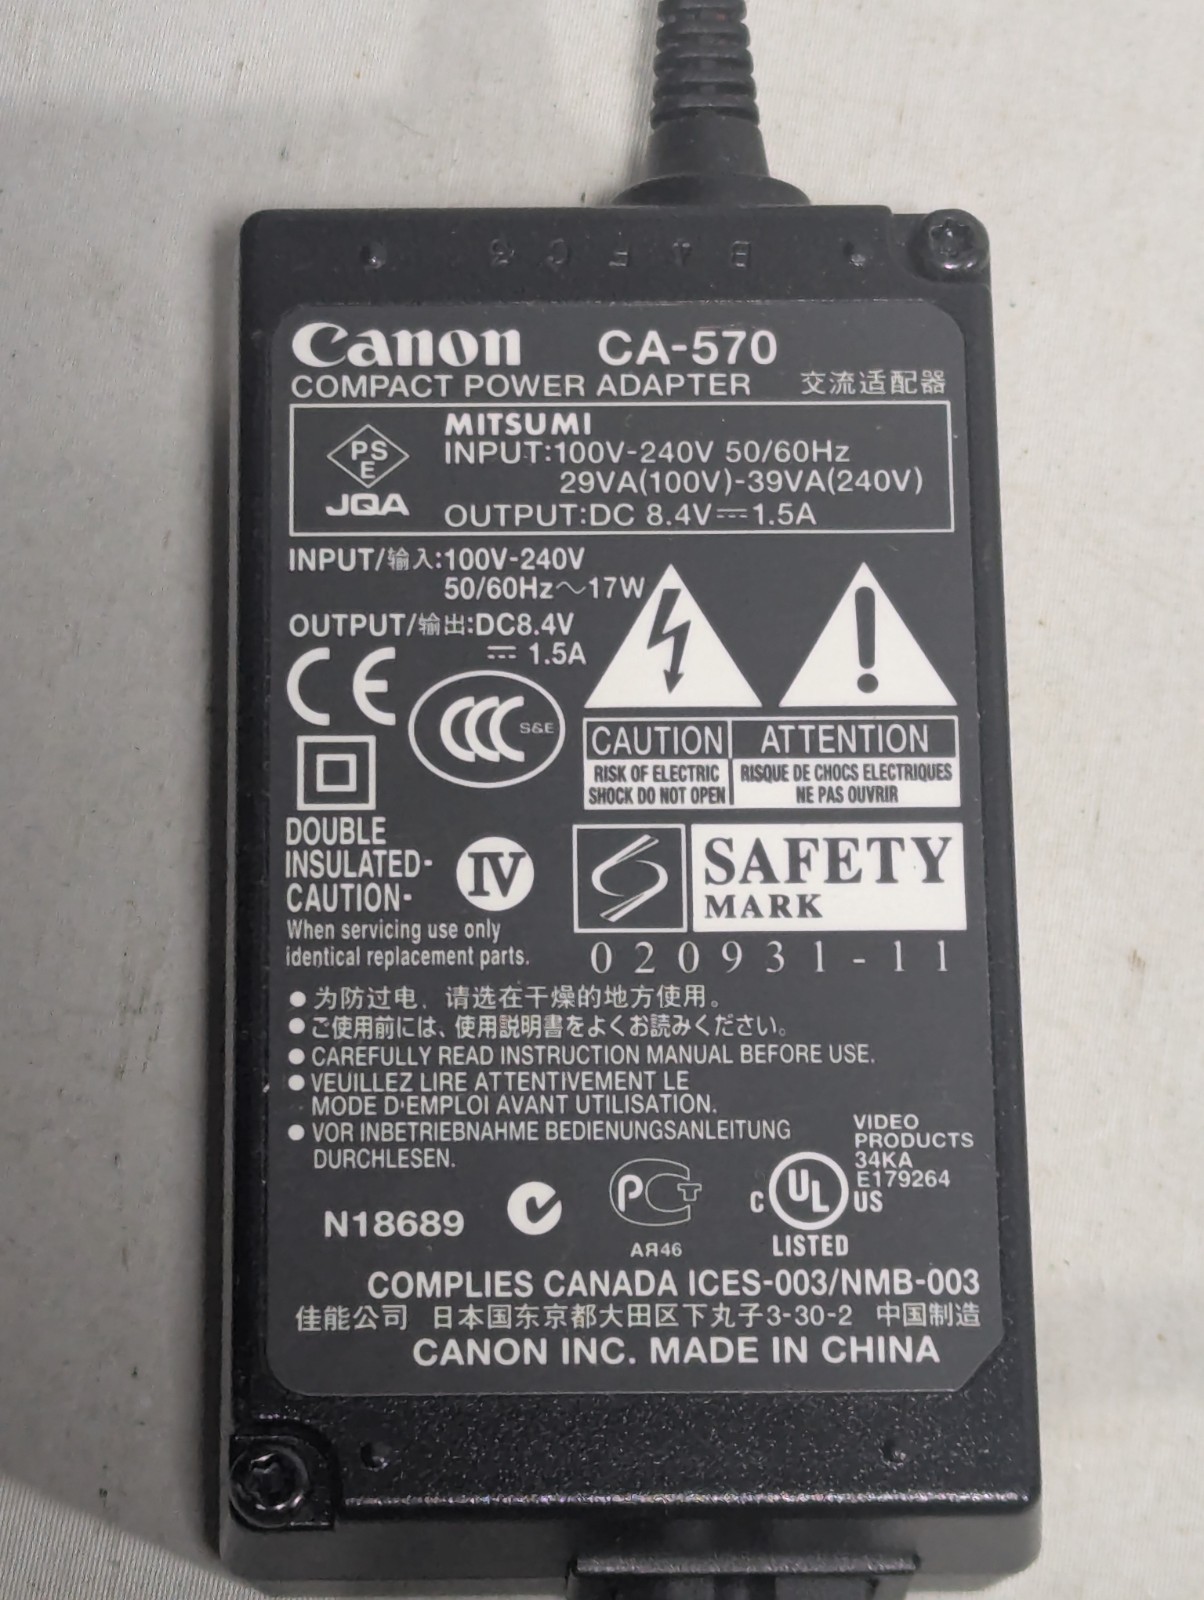 B4FC8
Canon CA-570
COMPACT POWER ADAPTER 交流适配器
PS
E
JQA
MITSUMI
INPUT:100V-240V 50/60Hz
29VA(100V)-39VA(240V)
OUTPUT:DC 8.4V⎓1.5A
INPUT/输入:100V-240V
50/60Hz～17W
OUTPUT/输出:DC8.4V
⎓ 1.5A
CE
CCC S&E
CAUTION
RISK OF ELECTRIC
SHOCK DO NOT OPEN
ATTENTION
RISQUE DE CHOCS ELECTRIQUES
NE PAS OUVRIR
DOUBLE
INSULATED-
CAUTION-
When servicing use only
identical replacement parts.
IV
SAFETY
MARK
020931-11
●为防过电，请选在干燥的地方使用。
●ご使用前には、使用説明書をよくお読みください。
●CAREFULLY READ INSTRUCTION MANUAL BEFORE USE.
●VEUILLEZ LIRE ATTENTIVEMENT LE
MODE D'EMPLOI AVANT UTILISATION.
●VOR INBETRIEBNAHME BEDIENUNGSANLEITUNG
DURCHLESEN.
N18689
РСТ
АЯ46
C UL US
LISTED
VIDEO
PRODUCTS
34KA
E179264
COMPLIES CANADA ICES-003/NMB-003
佳能公司 日本国东京都大田区下丸子3-30-2 中国制造
CANON INC. MADE IN CHINA